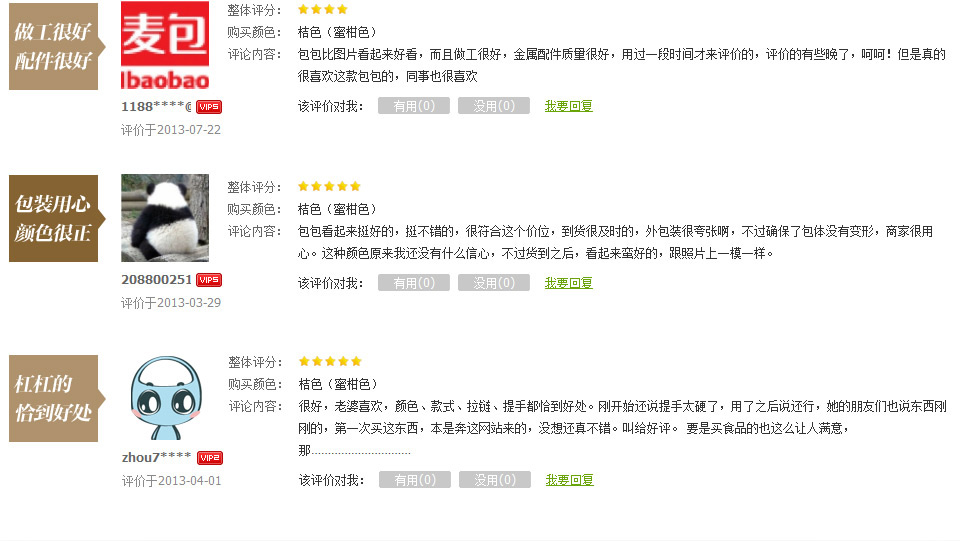 做工很好
配件很好
麦包
lbaobao
1188****@ VIP5
评价于2013-07-22
整体评分：
购买颜色： 桔色（蜜柑色）
评论内容： 包包比图片看起来好看，而且做工很好，金属配件质量很好，用过一段时间才来评价的，评价的有些晚了，呵呵！但是真的
很喜欢这款包包的，同事也很喜欢
该评价对我： 有用(0) 没用(0) 我要回复
包装用心
颜色很正
208800251 VIP5
评价于2013-03-29
整体评分：
购买颜色： 桔色（蜜柑色）
评论内容： 包包看起来挺好的，挺不错的，很符合这个价位，到货很及时的，外包装很夸张啊，不过确保了包体没有变形，商家很用
心。这种颜色原来我还没有什么信心，不过货到之后，看起来蛮好的，跟照片上一模一样。
该评价对我： 有用(0) 没用(0) 我要回复
杠杠的
恰到好处
zhou7**** VIP2
评价于2013-04-01
整体评分：
购买颜色： 桔色（蜜柑色）
评论内容： 很好，老婆喜欢，颜色、款式、拉链、提手都恰到好处。刚开始还说提手太硬了，用了之后说还行，她的朋友们也说东西刚
刚的，第一次买这东西，本是奔这网站来的，没想还真不错。叫给好评。 要是买食品的也这么让人满意，
那..............................
该评价对我： 有用(0) 没用(0) 我要回复